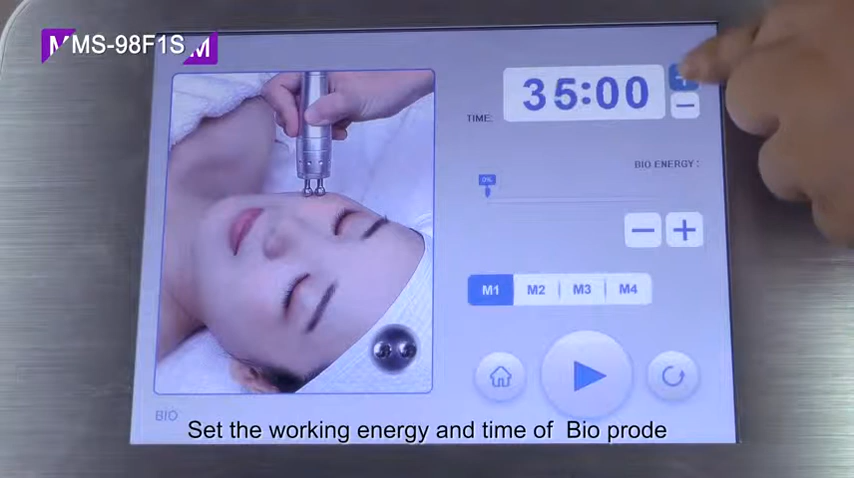 MMS-98F1S M
35:00
TIME:
BIO ENERGY:
0%
M1 M2 M3 M4
BIO
Set the working energy and time of Bio prode